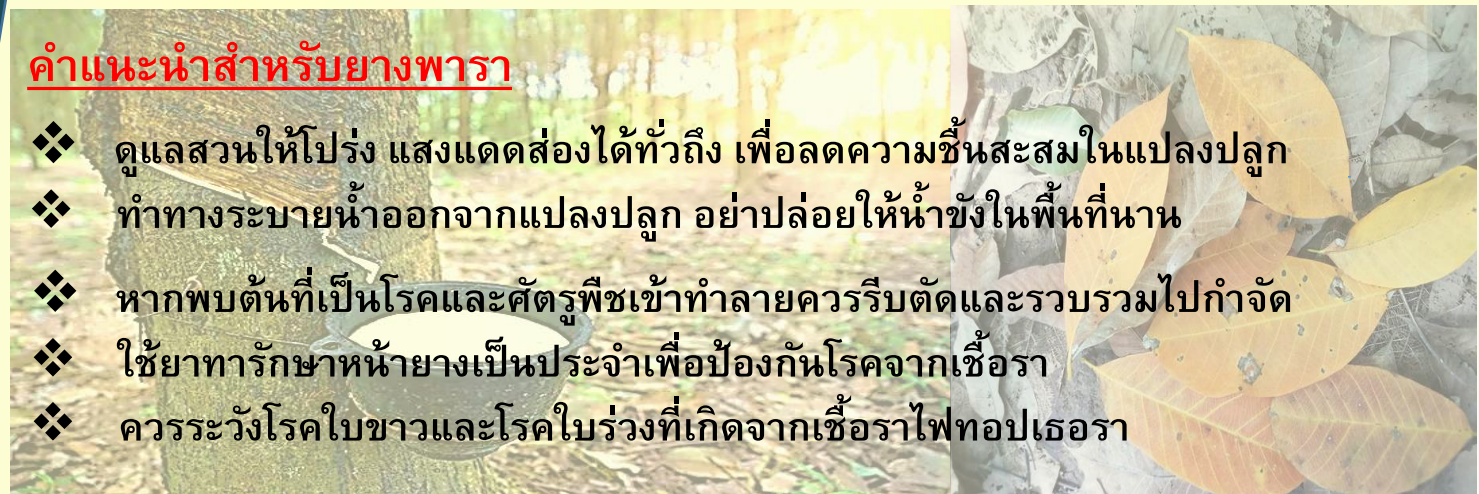 คำแนะนำสำหรับยางพารา
❖ ดูแลสวนให้โปร่ง แสงแดดส่องได้ทั่วถึง เพื่อลดความชื้นสะสมในแปลงปลูก
❖ ทำทางระบายน้ำออกจากแปลงปลูก อย่าปล่อยให้น้ำขังในพื้นที่นาน
❖ หากพบต้นที่เป็นโรคและศัตรูพืชเข้าทำลายควรรีบตัดและรวบรวมไปกำจัด
❖ ใช้ยาทารักษาหน้ายางเป็นประจำเพื่อป้องกันโรคจากเชื้อรา
❖ ควรระวังโรคใบขาวและโรคใบร่วงที่เกิดจากเชื้อราไฟทอปเธอรา